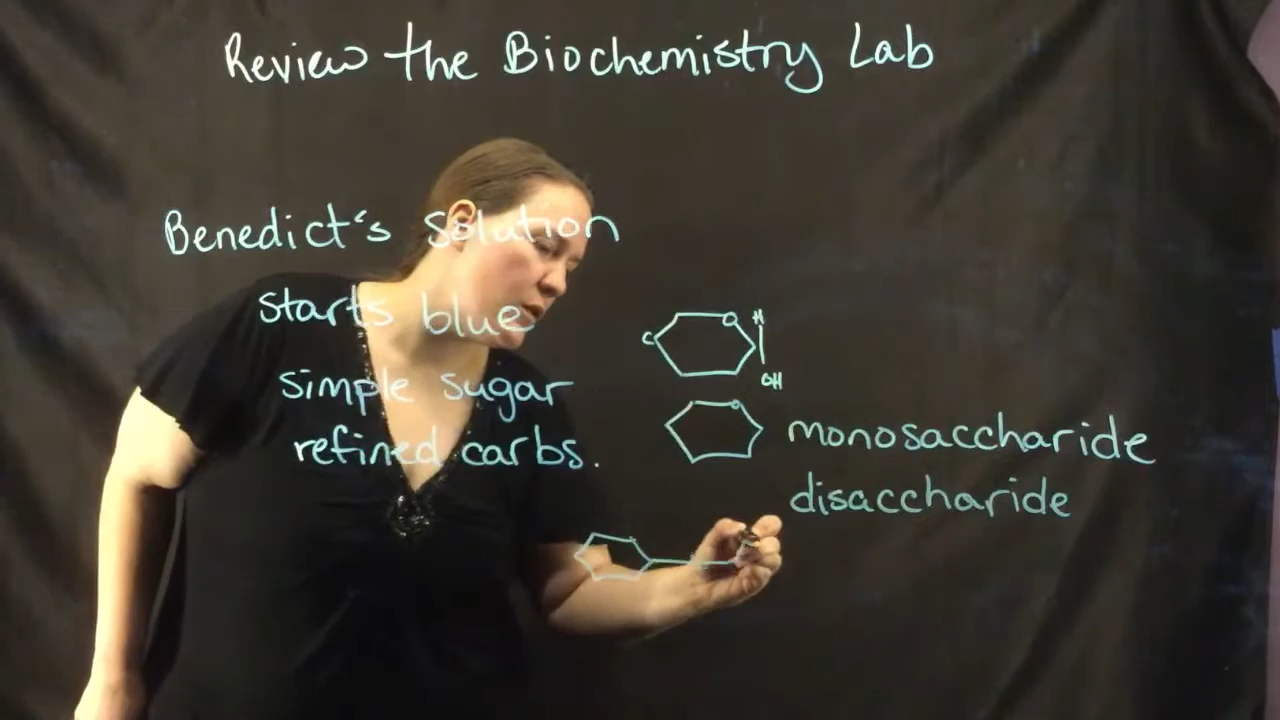 Review the Biochemistry Lab
Benedict's solution
starts blue
simple sugar
refined carbs.
C
O
H
OH
O
monosaccharide
disaccharide